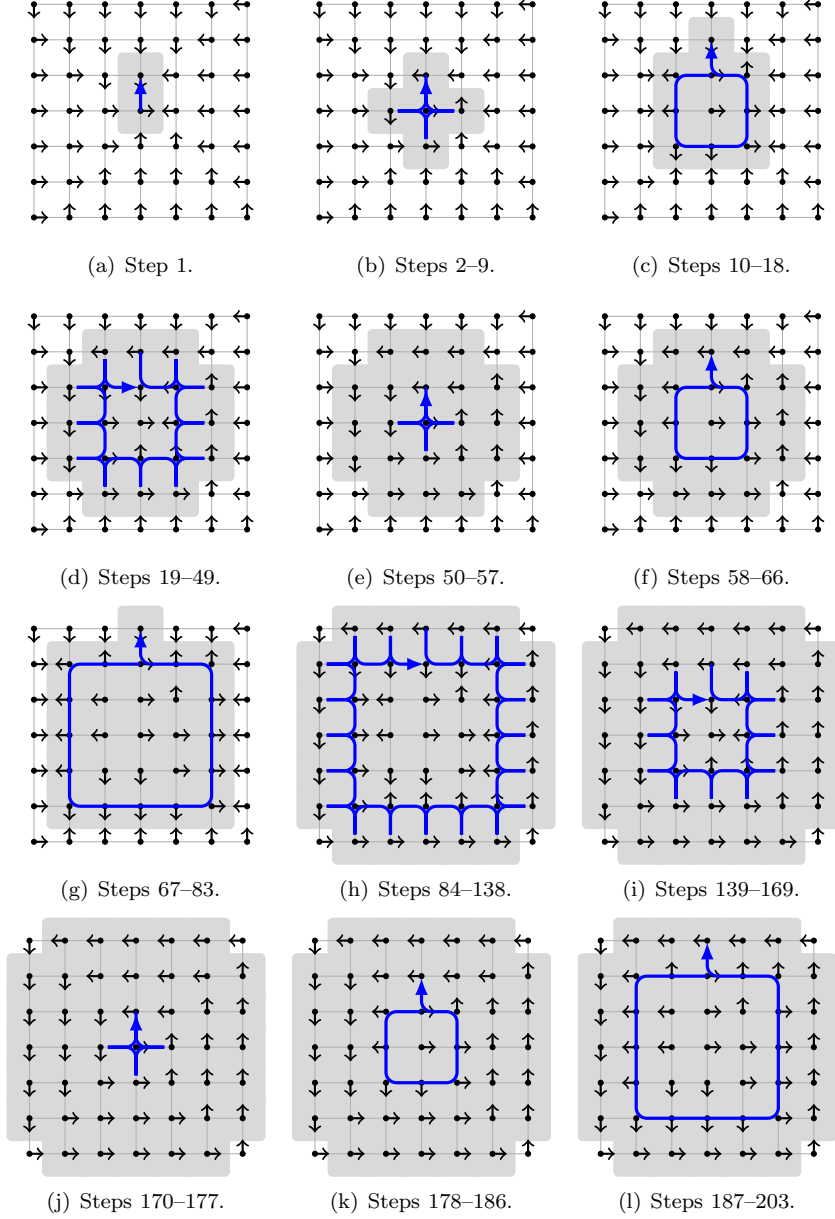 (a) Step 1.
(b) Steps 2–9.
(c) Steps 10–18.
(d) Steps 19–49.
(e) Steps 50–57.
(f) Steps 58–66.
(g) Steps 67–83.
(h) Steps 84–138.
(i) Steps 139–169.
(j) Steps 170–177.
(k) Steps 178–186.
(l) Steps 187–203.